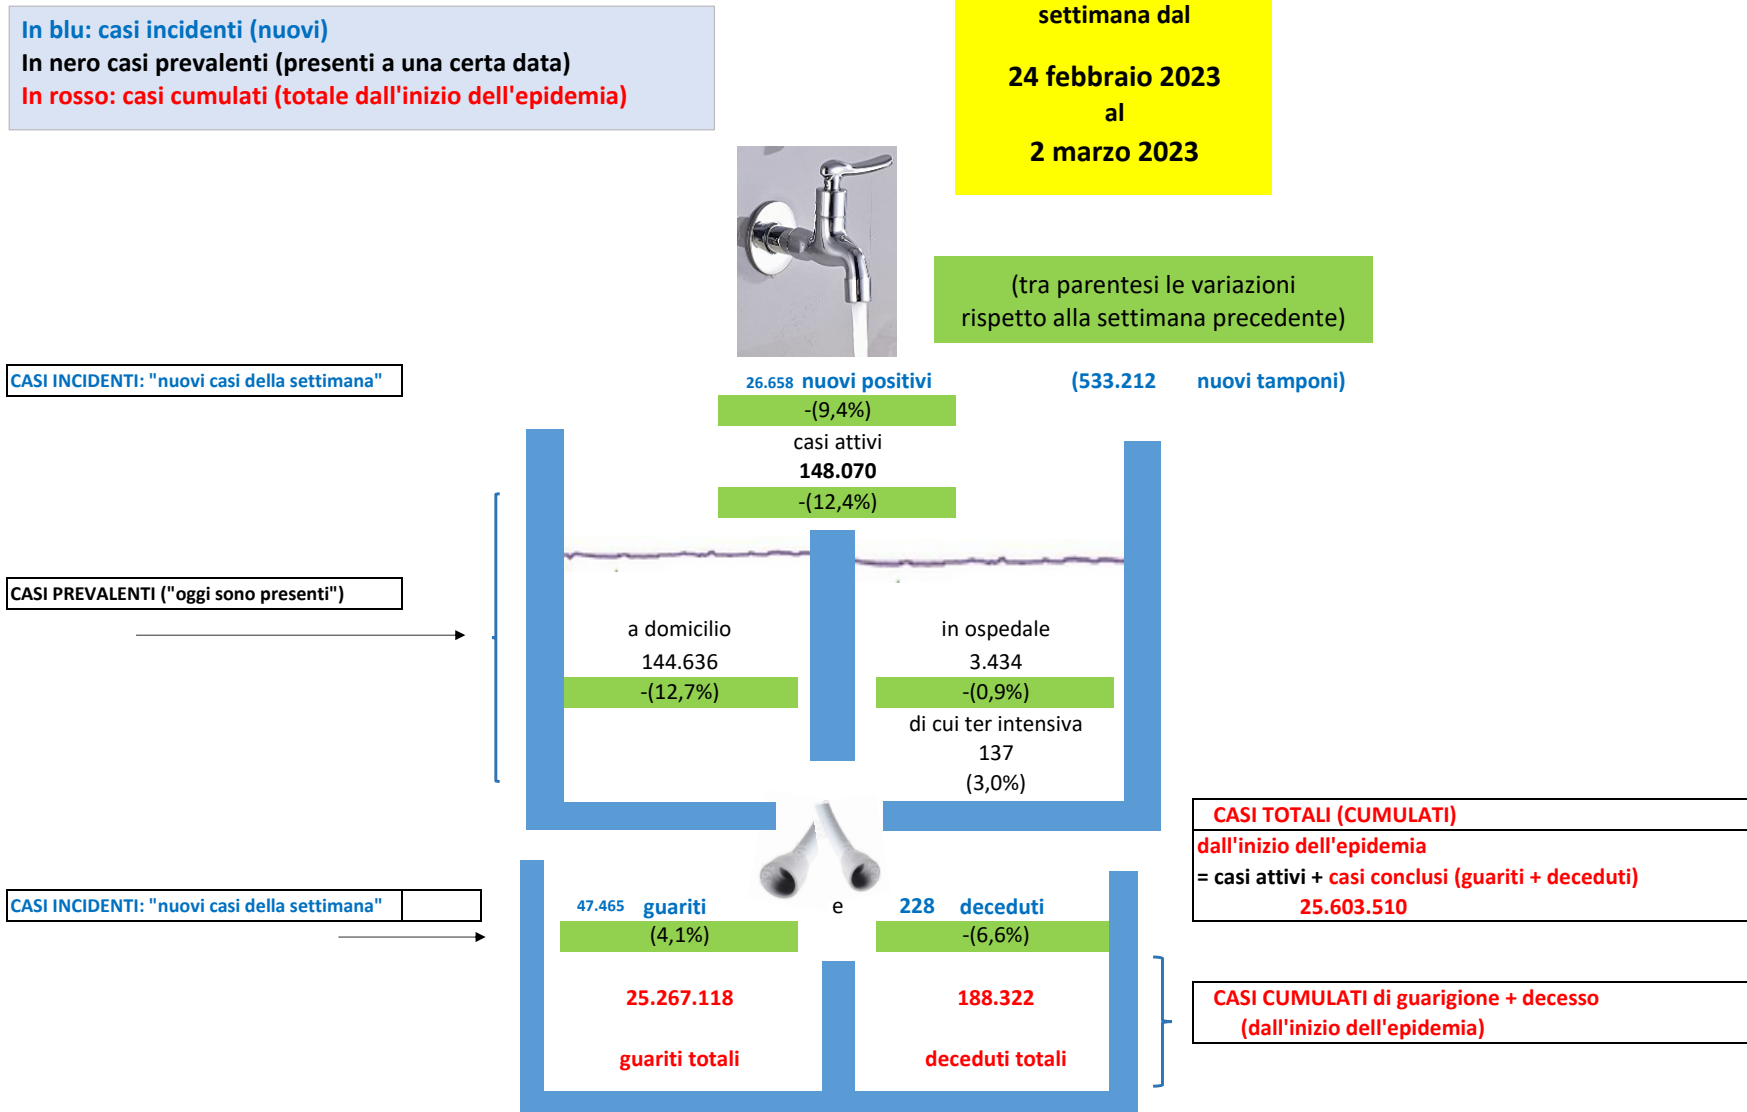 In blu: casi incidenti (nuovi)
In nero casi prevalenti (presenti a una certa data)
In rosso: casi cumulati (totale dall'inizio dell'epidemia)
settimana dal
24 febbraio 2023
al
2 marzo 2023
(tra parentesi le variazioni
rispetto alla settimana precedente)
CASI INCIDENTI: "nuovi casi della settimana"
26.658 nuovi positivi
(533.212 nuovi tamponi)
-(9,4%)
casi attivi
148.070
-(12,4%)
CASI PREVALENTI ("oggi sono presenti")
a domicilio
144.636
-(12,7%)
in ospedale
3.434
-(0,9%)
di cui ter intensiva
137
(3,0%)
CASI TOTALI (CUMULATI)
dall'inizio dell'epidemia
= casi attivi + casi conclusi (guariti + deceduti)
25.603.510
CASI INCIDENTI: "nuovi casi della settimana"
47.465 guariti
e
228 deceduti
(4,1%)
-(6,6%)
25.267.118
188.322
guariti totali
deceduti totali
CASI CUMULATI di guarigione + decesso
(dall'inizio dell'epidemia)